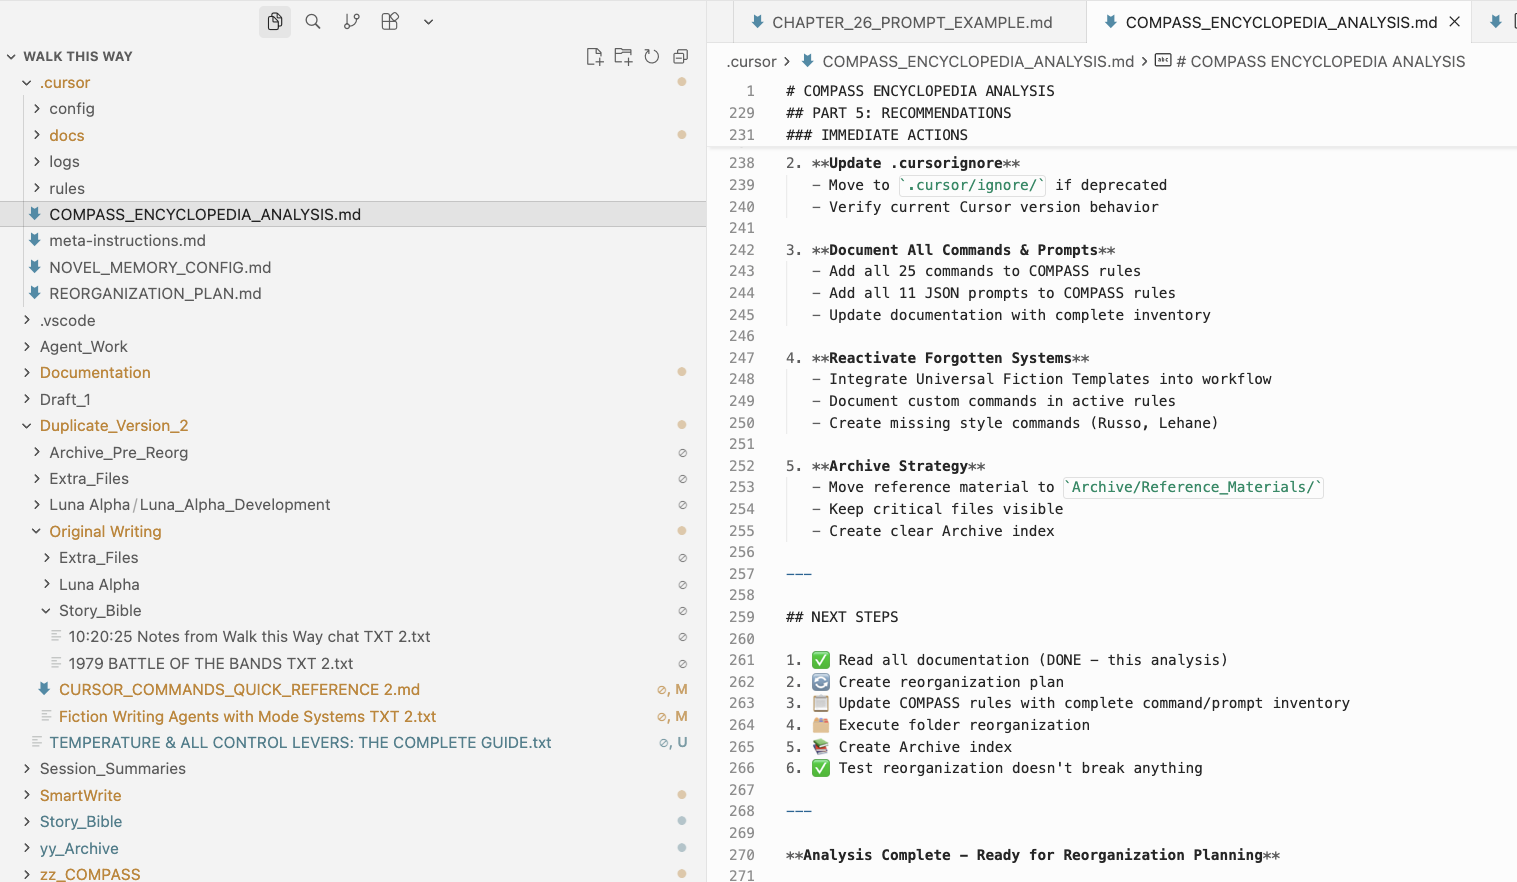 WALK THIS WAY
.cursor
config
docs
logs
rules
COMPASS_ENCYCLOPEDIA_ANALYSIS.md
meta-instructions.md
NOVEL_MEMORY_CONFIG.md
REORGANIZATION_PLAN.md
.vscode
Agent_Work
Documentation
Draft_1
Duplicate_Version_2
Archive_Pre_Reorg
Extra_Files
Luna Alpha/Luna_Alpha_Development
Original Writing
Extra_Files
Luna Alpha
Story_Bible
10:20:25 Notes from Walk this Way chat TXT 2.txt
1979 BATTLE OF THE BANDS TXT 2.txt
CURSOR_COMMANDS_QUICK_REFERENCE 2.md ⊘, M
Fiction Writing Agents with Mode Systems TXT 2.txt ⊘, M
TEMPERATURE & ALL CONTROL LEVERS: THE COMPLETE GUIDE.txt ⊘, U
Session_Summaries
SmartWrite
Story_Bible
yy_Archive
zz_COMPASS
CHAPTER_26_PROMPT_EXAMPLE.md
COMPASS_ENCYCLOPEDIA_ANALYSIS.md
.cursor > COMPASS_ENCYCLOPEDIA_ANALYSIS.md > abc # COMPASS ENCYCLOPEDIA ANALYSIS
1 # COMPASS ENCYCLOPEDIA ANALYSIS
229 ## PART 5: RECOMMENDATIONS
231 ### IMMEDIATE ACTIONS
238 2. **Update .cursorignore**
239 - Move to `.cursor/ignore/` if deprecated
240 - Verify current Cursor version behavior
241
242 3. **Document All Commands & Prompts**
243 - Add all 25 commands to COMPASS rules
244 - Add all 11 JSON prompts to COMPASS rules
245 - Update documentation with complete inventory
246
247 4. **Reactivate Forgotten Systems**
248 - Integrate Universal Fiction Templates into workflow
249 - Document custom commands in active rules
250 - Create missing style commands (Russo, Lehane)
251
252 5. **Archive Strategy**
253 - Move reference material to `Archive/Reference_Materials/`
254 - Keep critical files visible
255 - Create clear Archive index
256
257 ---
258
259 ## NEXT STEPS
260
261 1. ✅ Read all documentation (DONE - this analysis)
262 2. 🔄 Create reorganization plan
263 3. 📋 Update COMPASS rules with complete command/prompt inventory
264 4. 🗂️ Execute folder reorganization
265 5. 📚 Create Archive index
266 6. ✅ Test reorganization doesn't break anything
267
268 ---
269
270 **Analysis Complete - Ready for Reorganization Planning**
271